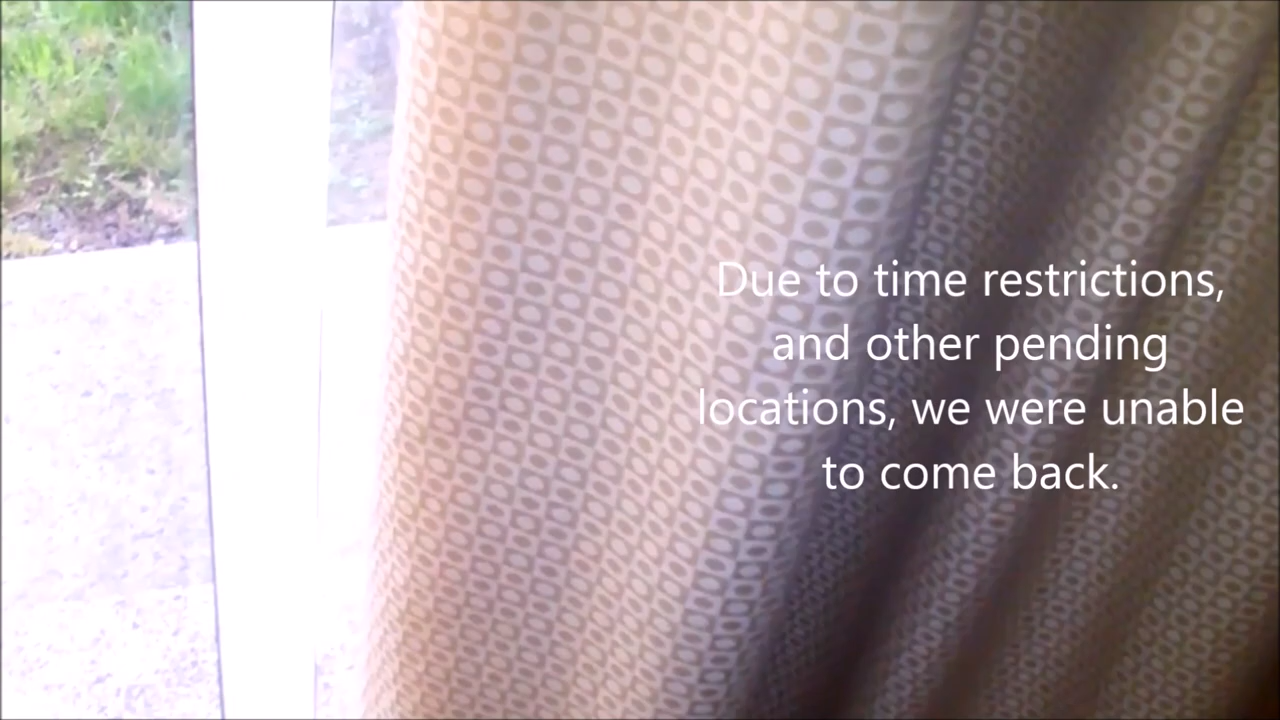 Due to time restrictions,
and other pending
locations, we were unable
to come back.